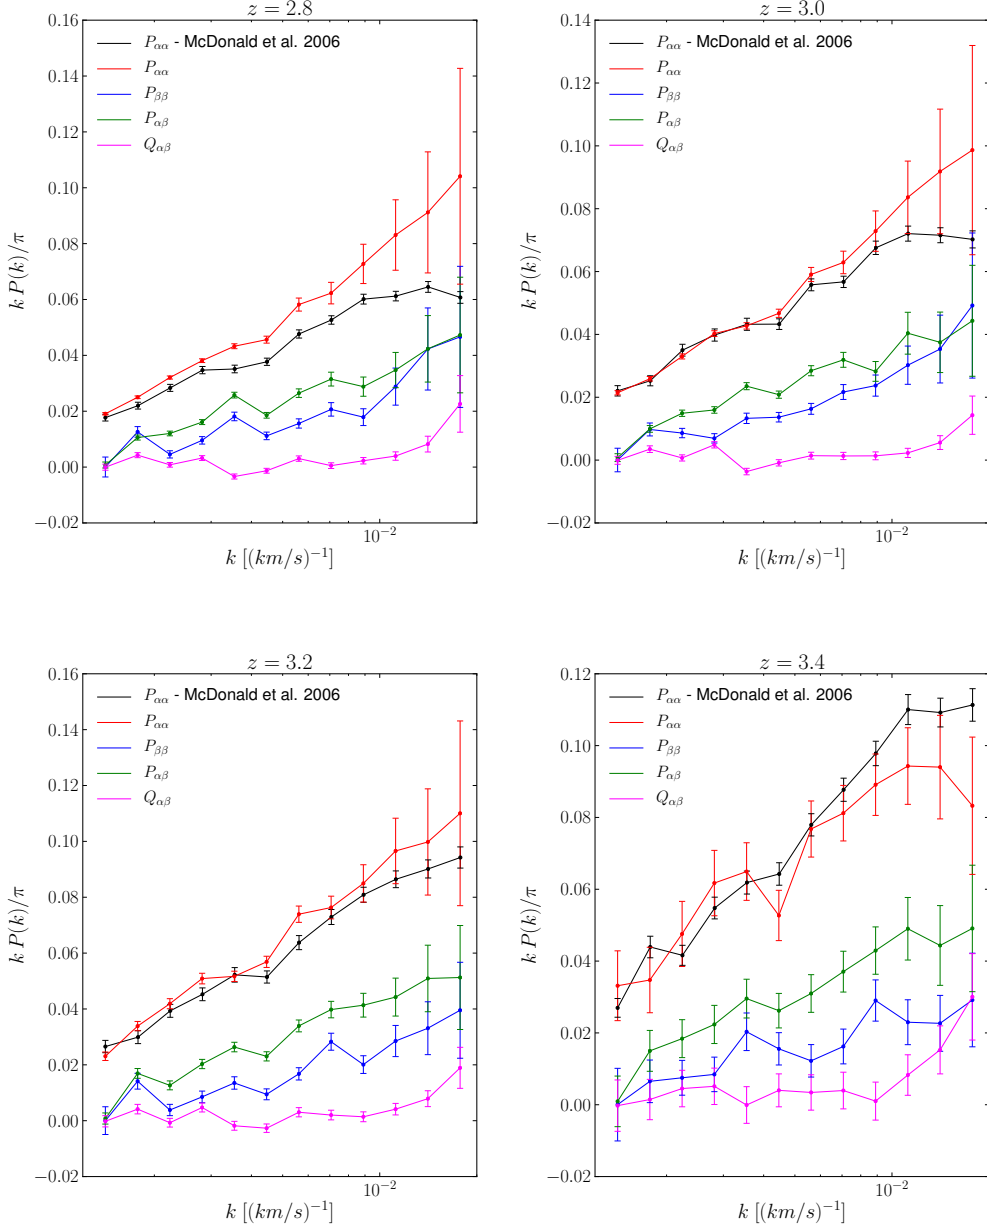 z = 2.8
0.16
0.14
0.12
0.10
0.08
0.06
0.04
0.02
0.00
−0.02
k P(k)/π
P_αα - McDonald et al. 2006
P_αα
P_ββ
P_αβ
Q_αβ
10⁻²
k [(km/s)⁻¹]
z = 3.0
0.14
0.12
0.10
0.08
0.06
0.04
0.02
0.00
−0.02
k P(k)/π
P_αα - McDonald et al. 2006
P_αα
P_ββ
P_αβ
Q_αβ
10⁻²
k [(km/s)⁻¹]
z = 3.2
0.16
0.14
0.12
0.10
0.08
0.06
0.04
0.02
0.00
−0.02
k P(k)/π
P_αα - McDonald et al. 2006
P_αα
P_ββ
P_αβ
Q_αβ
10⁻²
k [(km/s)⁻¹]
z = 3.4
0.12
0.10
0.08
0.06
0.04
0.02
0.00
−0.02
k P(k)/π
P_αα - McDonald et al. 2006
P_αα
P_ββ
P_αβ
Q_αβ
10⁻²
k [(km/s)⁻¹]